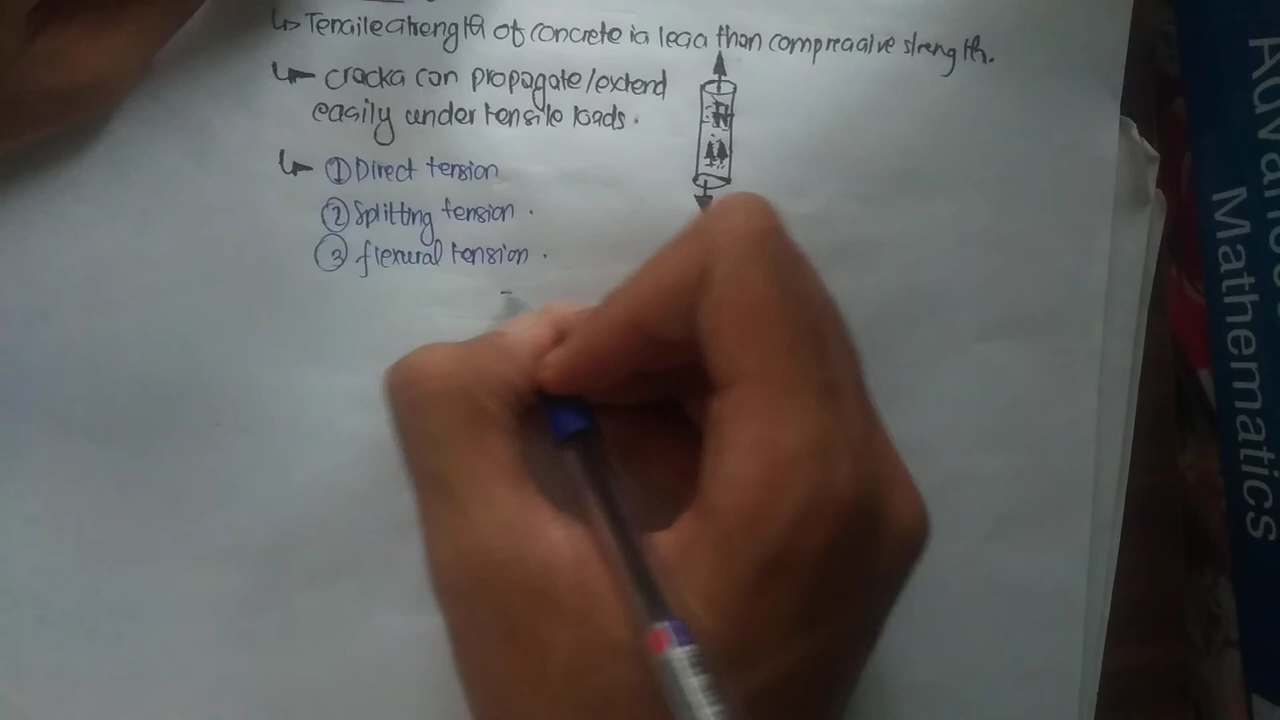 ↳ Tensile strength of concrete is less than compressive strength.
↳ cracks can propagate/extend
easily under tensile loads.
↳ ① Direct tension
② Splitting tension.
③ flexural tension.
Advanced
Mathematics